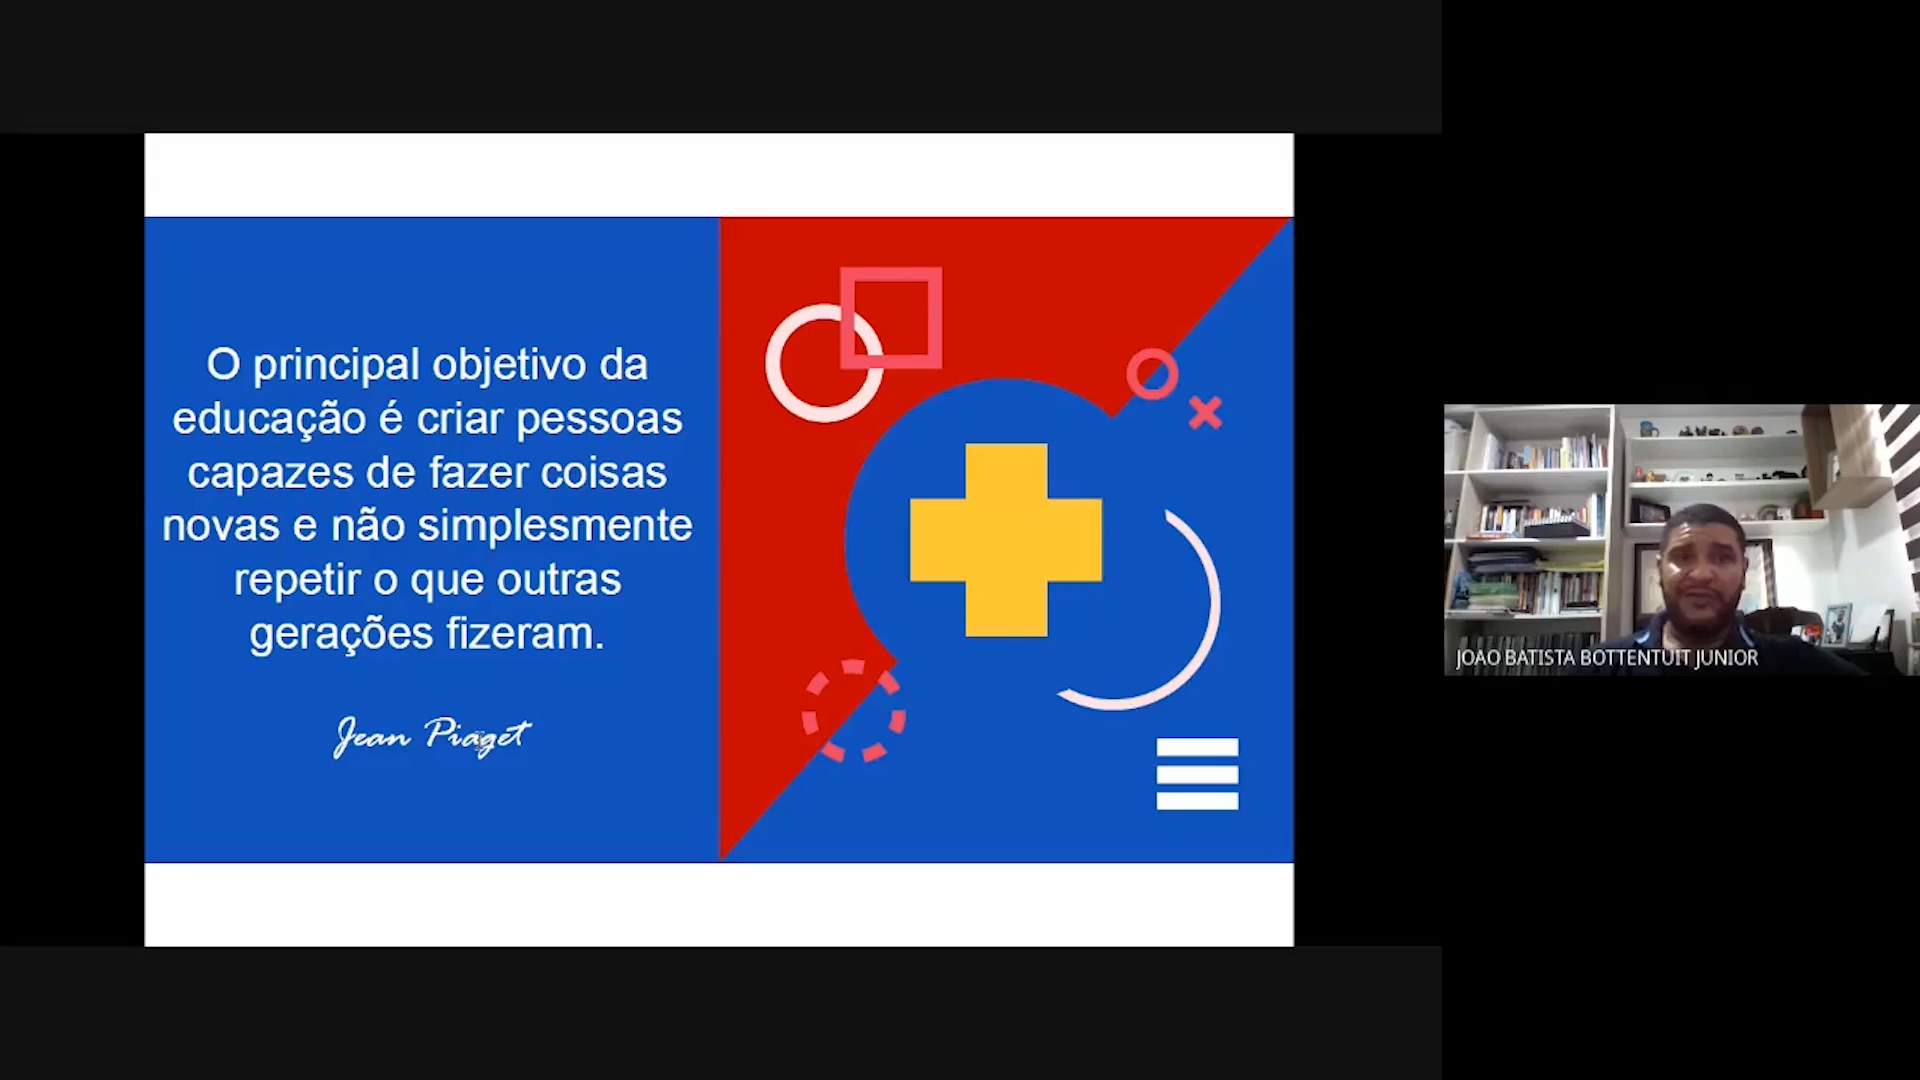 O principal objetivo da
educação é criar pessoas
capazes de fazer coisas
novas e não simplesmente
repetir o que outras
gerações fizeram.
Jean Piaget
JOAO BATISTA BOTTENTUIT JUNIOR